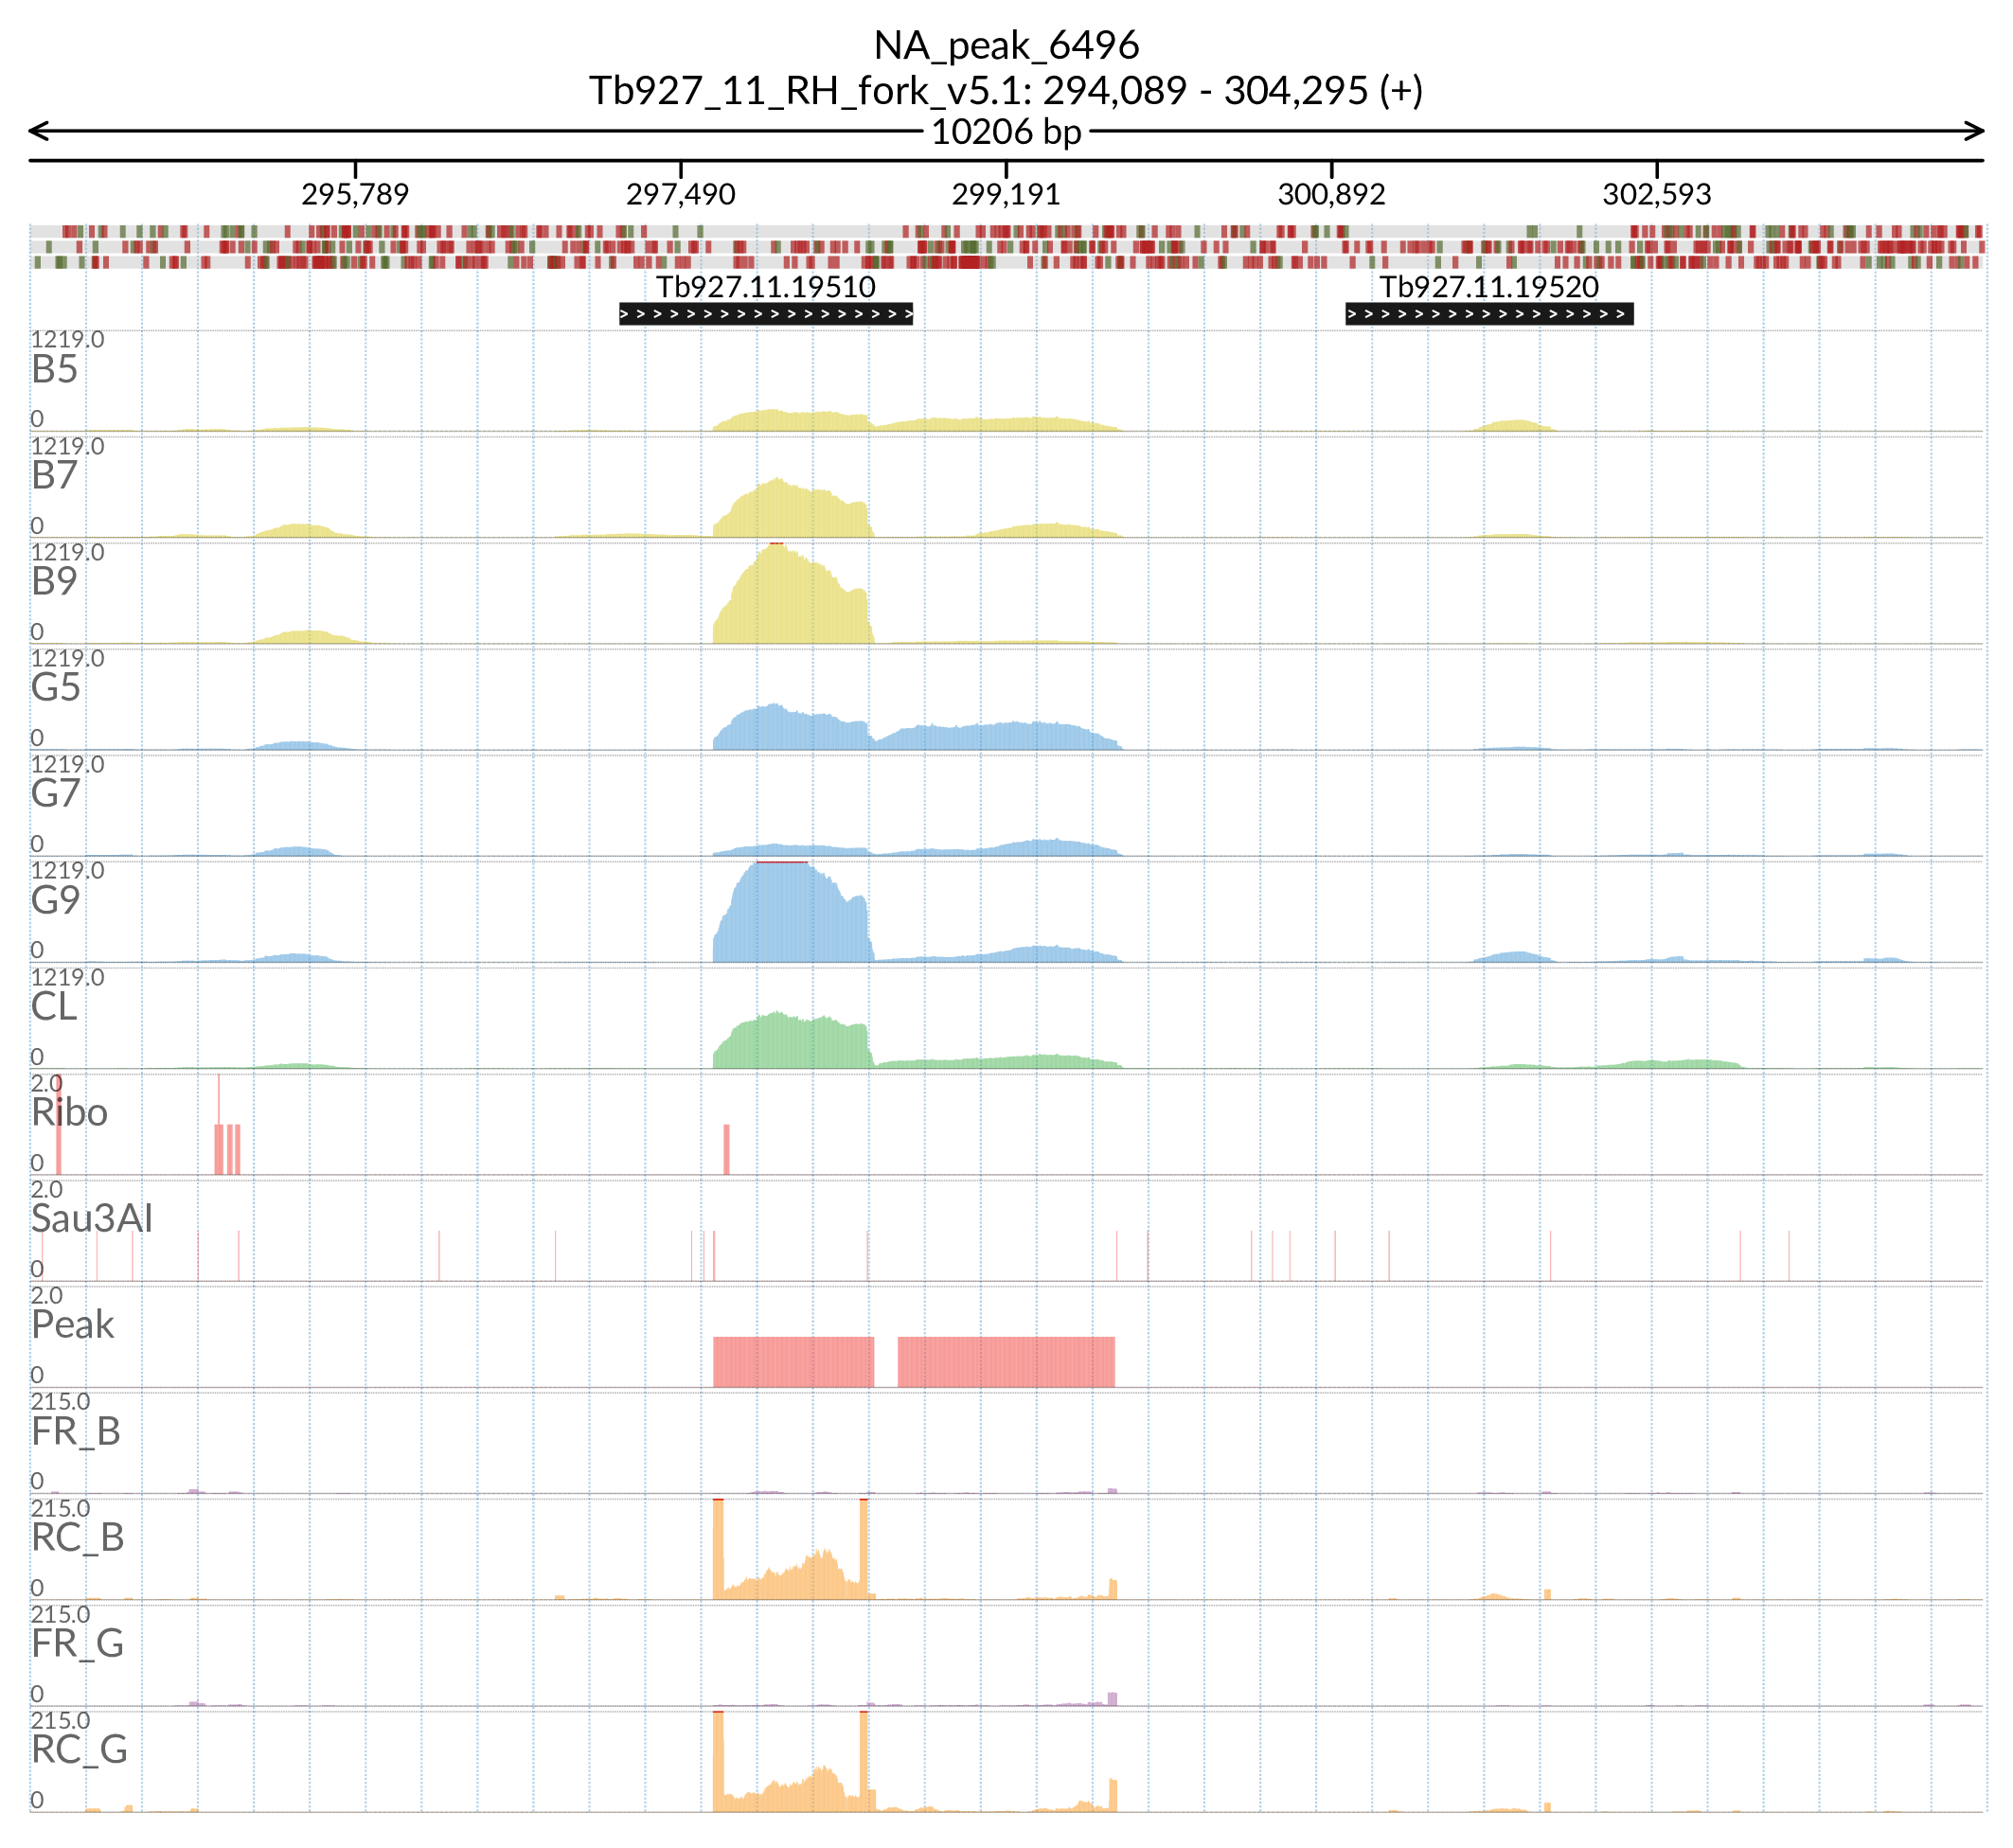 NA_peak_6496
Tb927_11_RH_fork_v5.1: 294,089 - 304,295 (+)
10206 bp
295,789 297,490 299,191 300,892 302,593
Tb927.11.19510 Tb927.11.19520
1219.0
B5
0
1219.0
B7
0
1219.0
B9
0
1219.0
G5
0
1219.0
G7
0
1219.0
G9
0
1219.0
CL
0
2.0
Ribo
0
2.0
Sau3AI
0
2.0
Peak
0
215.0
FR_B
0
215.0
RC_B
0
215.0
FR_G
0
215.0
RC_G
0